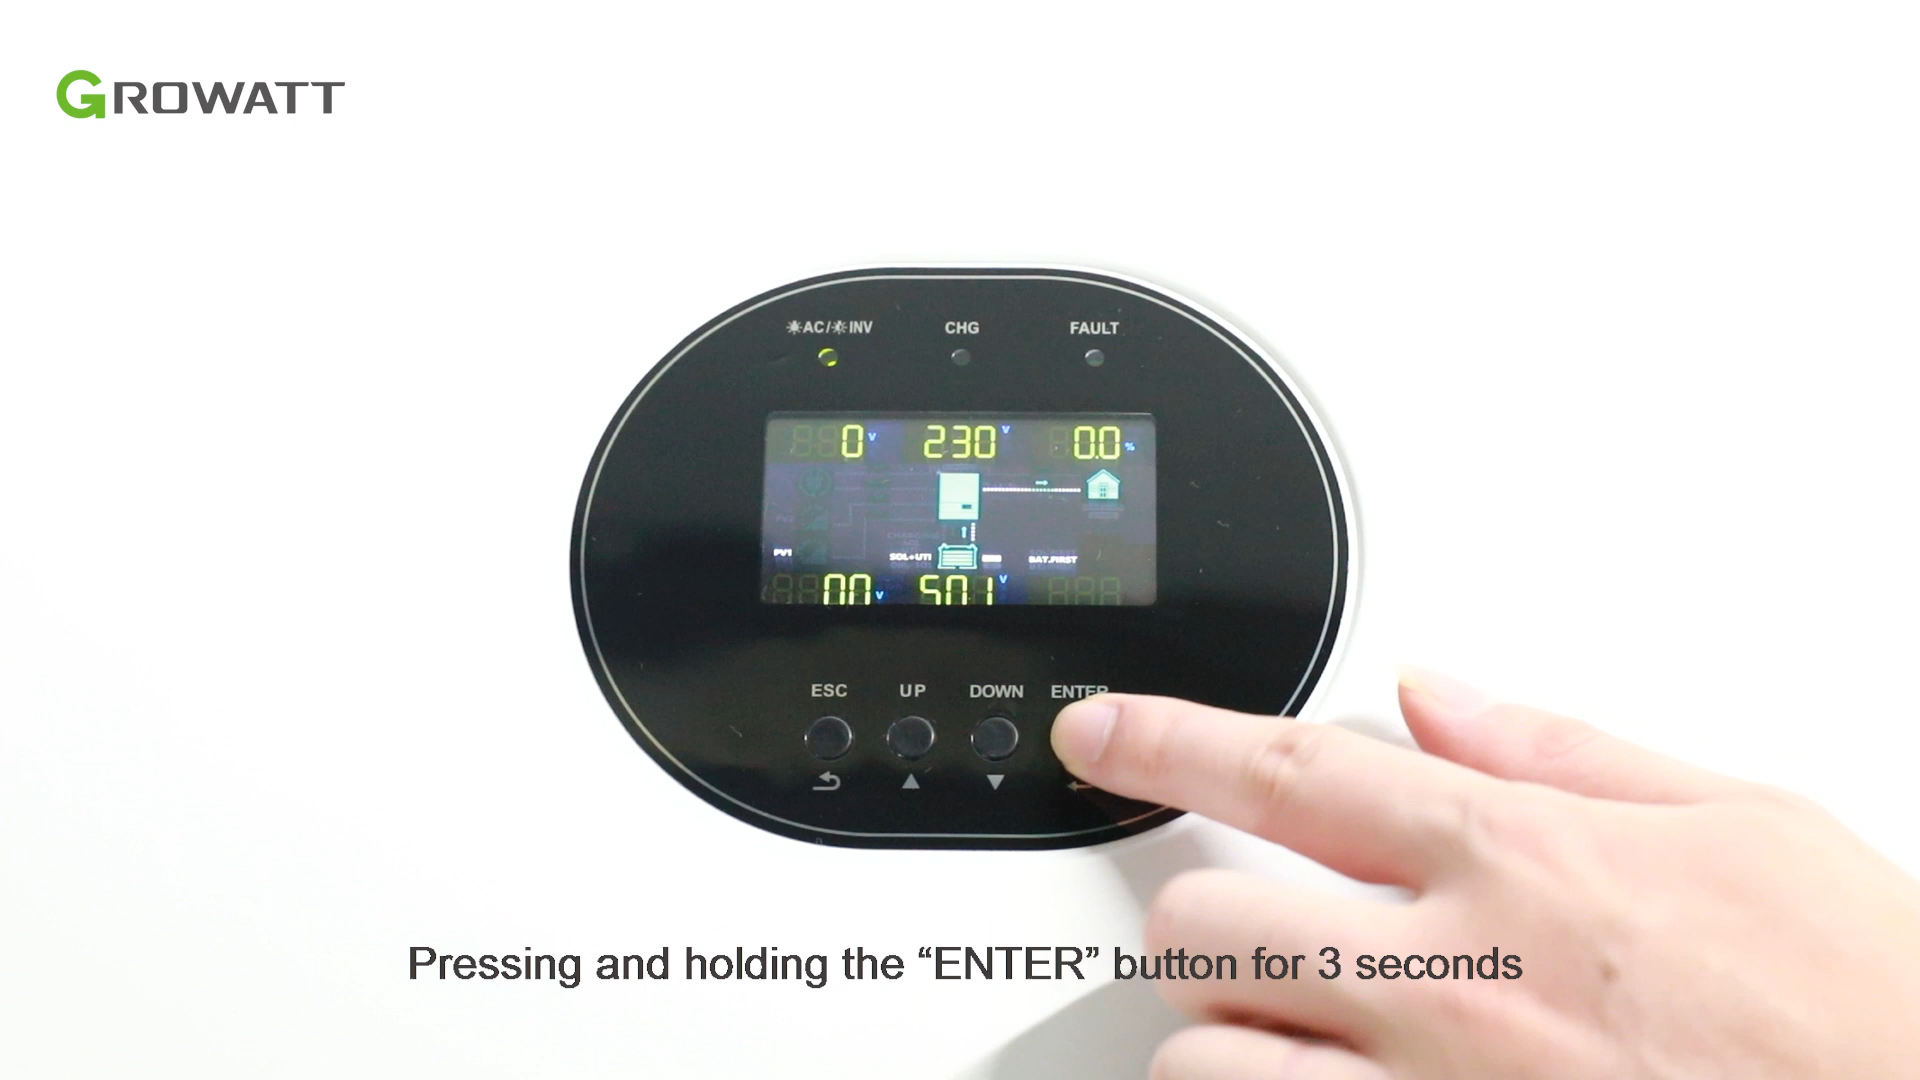 GROWATT
AC/ INV CHG FAULT
0 V 230 V 0.0 %
PV1 SOL+UTI BAT.FIRST
00 V 50.1 V
ESC UP DOWN ENTER
Pressing and holding the “ENTER” button for 3 seconds